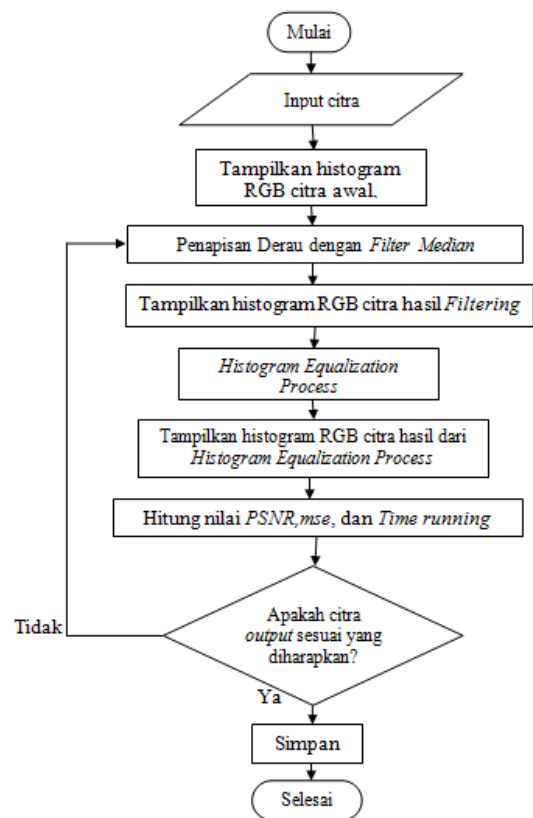 Mulai
Input citra
Tampilkan histogram
RGB citra awal.
Penapisan Derau dengan Filter Median
Tampilkan histogram RGB citra hasil Filtering
Histogram Equalization
Process
Tampilkan histogram RGB citra hasil dari
Histogram Equalization Process
Hitung nilai PSNR,mse, dan Time running
Apakah citra
output sesuai yang
diharapkan?
Tidak
Ya
Simpan
Selesai